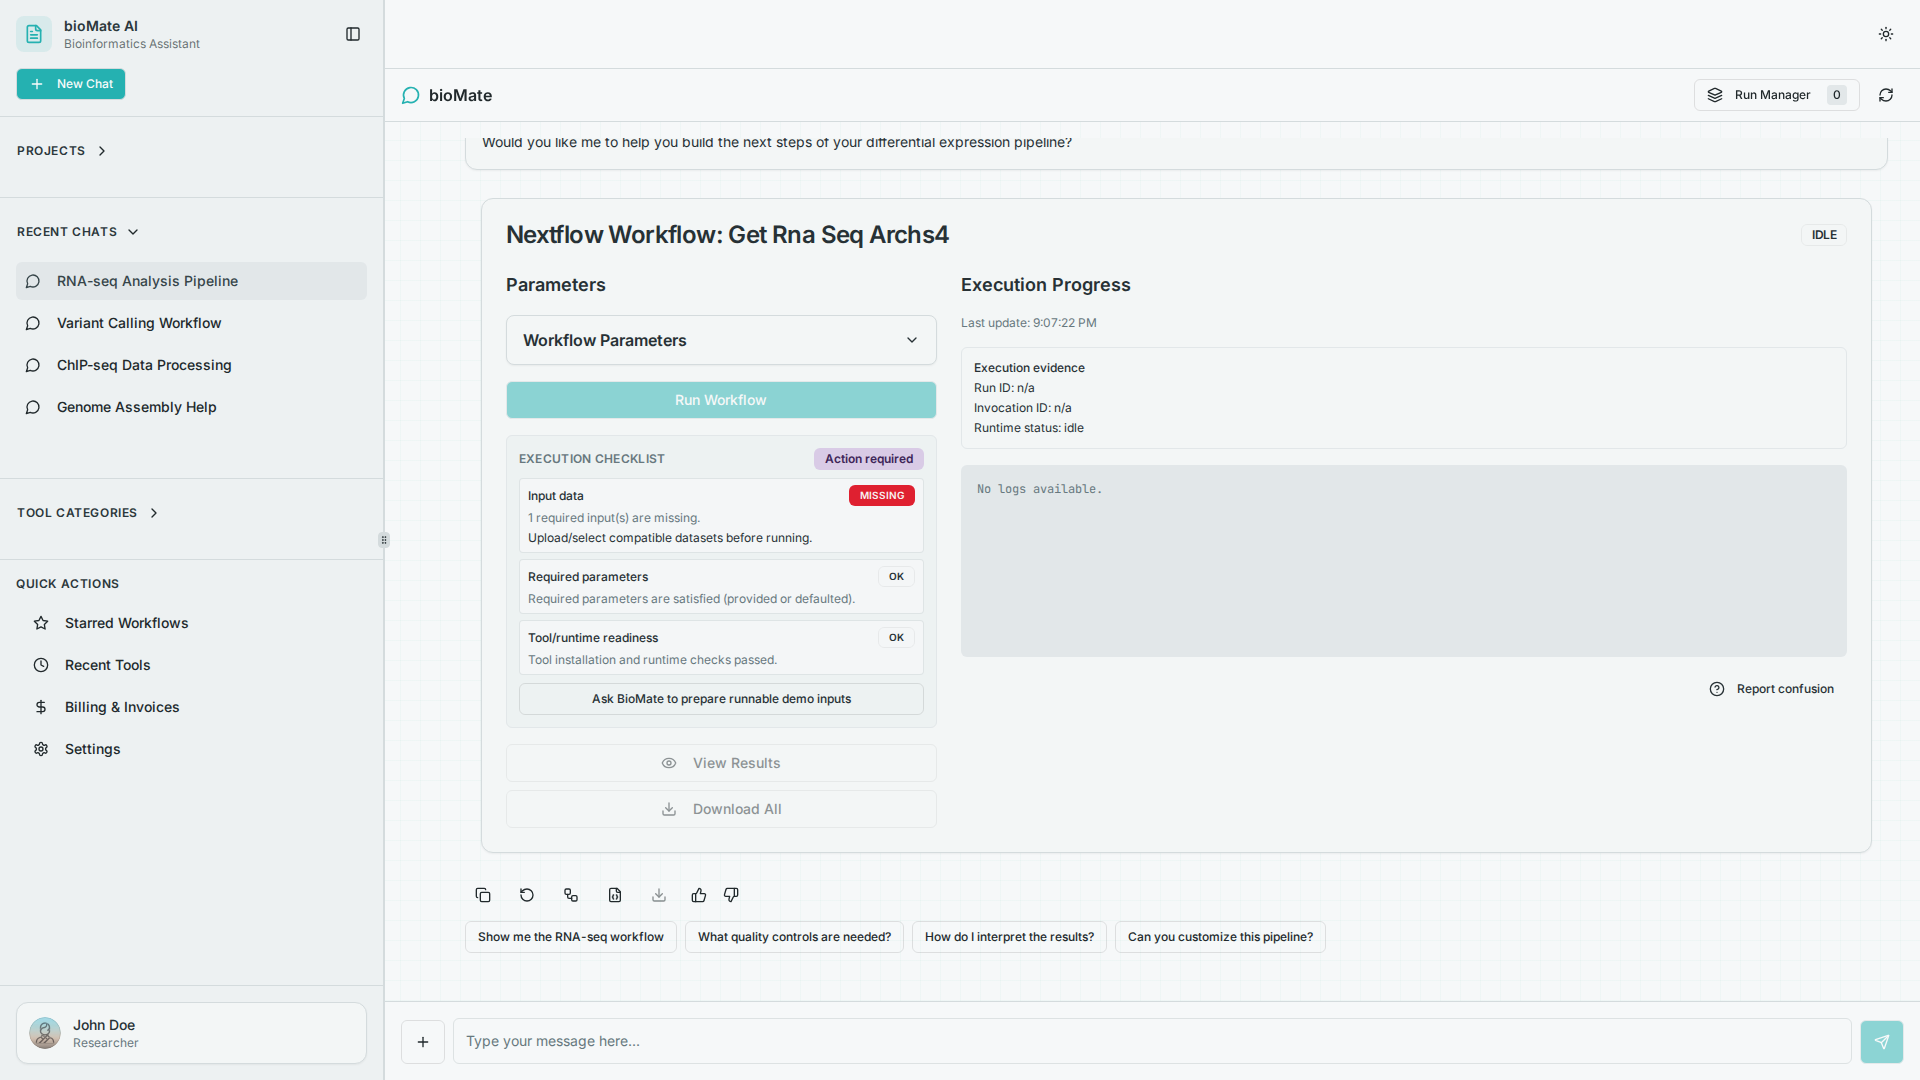 bioMate AI
Bioinformatics Assistant
New Chat
PROJECTS
RECENT CHATS
RNA-seq Analysis Pipeline
Variant Calling Workflow
ChIP-seq Data Processing
Genome Assembly Help
TOOL CATEGORIES
QUICK ACTIONS
Starred Workflows
Recent Tools
Billing & Invoices
Settings
John Doe
Researcher
bioMate
Run Manager 0
Would you like me to help you build the next steps of your differential expression pipeline?
Nextflow Workflow: Get Rna Seq Archs4
IDLE
Parameters
Workflow Parameters
Run Workflow
EXECUTION CHECKLIST
Action required
Input data
MISSING
1 required input(s) are missing.
Upload/select compatible datasets before running.
Required parameters
OK
Required parameters are satisfied (provided or defaulted).
Tool/runtime readiness
OK
Tool installation and runtime checks passed.
Ask BioMate to prepare runnable demo inputs
View Results
Download All
Execution Progress
Last update: 9:07:22 PM
Execution evidence
Run ID: n/a
Invocation ID: n/a
Runtime status: idle
No logs available.
Report confusion
Show me the RNA-seq workflow
What quality controls are needed?
How do I interpret the results?
Can you customize this pipeline?
Type your message here...